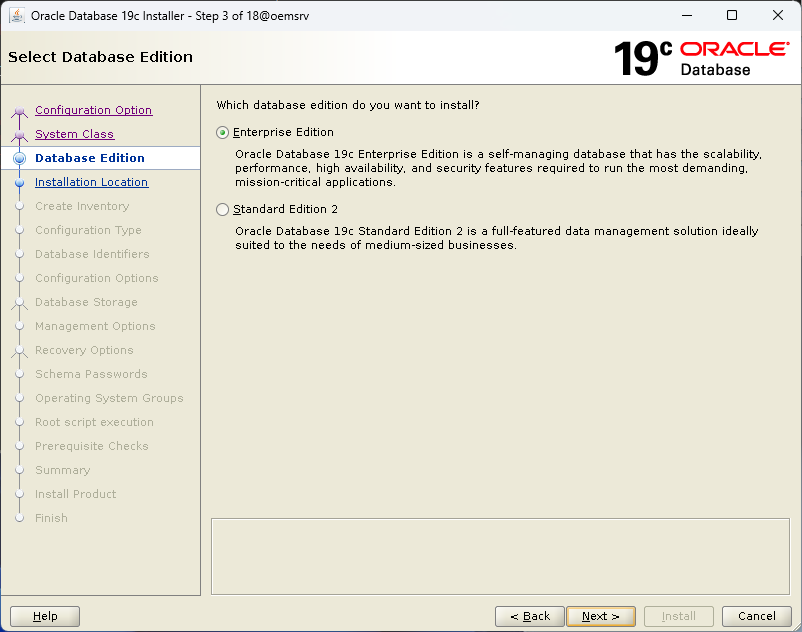 Oracle Database 19c Installer - Step 3 of 18@oemsrv
Select Database Edition
19c ORACLE
Database
Configuration Option
System Class
Database Edition
Installation Location
Create Inventory
Configuration Type
Database Identifiers
Configuration Options
Database Storage
Management Options
Recovery Options
Schema Passwords
Operating System Groups
Root script execution
Prerequisite Checks
Summary
Install Product
Finish
Which database edition do you want to install?
Enterprise Edition
Oracle Database 19c Enterprise Edition is a self-managing database that has the scalability,
performance, high availability, and security features required to run the most demanding,
mission-critical applications.
Standard Edition 2
Oracle Database 19c Standard Edition 2 is a full-featured data management solution ideally
suited to the needs of medium-sized businesses.
Help
< Back
Next >
Install
Cancel